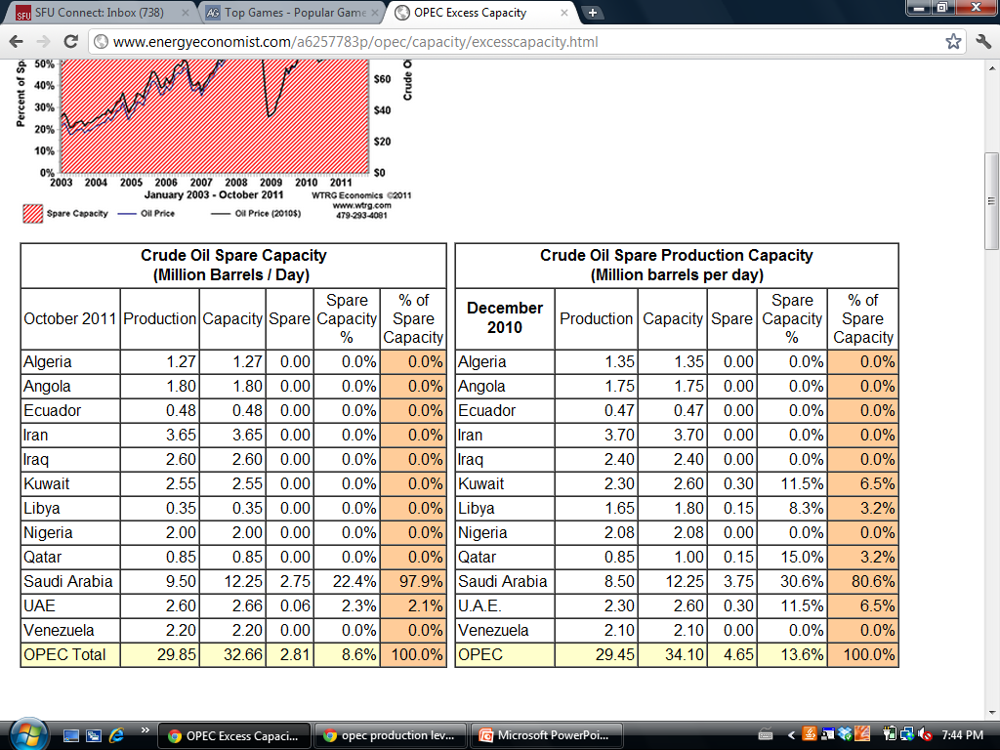 SFU Connect: Inbox (738)
Top Games - Popular Game
OPEC Excess Capacity
www.energyeconomist.com/a6257783p/opec/capacity/excesscapacity.html
Percent of Sp
50%
40%
30%
20%
10%
0%
$60
$40
$20
$0
Crude O
2003 2004 2005 2006 2007 2008 2009 2010 2011
January 2003 - October 2011
WTRG Economics ©2011
www.wtrg.com
479-293-4081
Spare Capacity Oil Price Oil Price (2010$)
Crude Oil Spare Capacity
(Million Barrels / Day)
October 2011 Production Capacity Spare Spare Capacity % % of Spare Capacity
Algeria 1.27 1.27 0.00 0.0% 0.0%
Angola 1.80 1.80 0.00 0.0% 0.0%
Ecuador 0.48 0.48 0.00 0.0% 0.0%
Iran 3.65 3.65 0.00 0.0% 0.0%
Iraq 2.60 2.60 0.00 0.0% 0.0%
Kuwait 2.55 2.55 0.00 0.0% 0.0%
Libya 0.35 0.35 0.00 0.0% 0.0%
Nigeria 2.00 2.00 0.00 0.0% 0.0%
Qatar 0.85 0.85 0.00 0.0% 0.0%
Saudi Arabia 9.50 12.25 2.75 22.4% 97.9%
UAE 2.60 2.66 0.06 2.3% 2.1%
Venezuela 2.20 2.20 0.00 0.0% 0.0%
OPEC Total 29.85 32.66 2.81 8.6% 100.0%
Crude Oil Spare Production Capacity
(Million barrels per day)
December 2010 Production Capacity Spare Spare Capacity % % of Spare Capacity
Algeria 1.35 1.35 0.00 0.0% 0.0%
Angola 1.75 1.75 0.00 0.0% 0.0%
Ecuador 0.47 0.47 0.00 0.0% 0.0%
Iran 3.70 3.70 0.00 0.0% 0.0%
Iraq 2.40 2.40 0.00 0.0% 0.0%
Kuwait 2.30 2.60 0.30 11.5% 6.5%
Libya 1.65 1.80 0.15 8.3% 3.2%
Nigeria 2.08 2.08 0.00 0.0% 0.0%
Qatar 0.85 1.00 0.15 15.0% 3.2%
Saudi Arabia 8.50 12.25 3.75 30.6% 80.6%
U.A.E. 2.30 2.60 0.30 11.5% 6.5%
Venezuela 2.10 2.10 0.00 0.0% 0.0%
OPEC 29.45 34.10 4.65 13.6% 100.0%
OPEC Excess Capaci...
opec production lev...
Microsoft PowerPoi...
7:44 PM